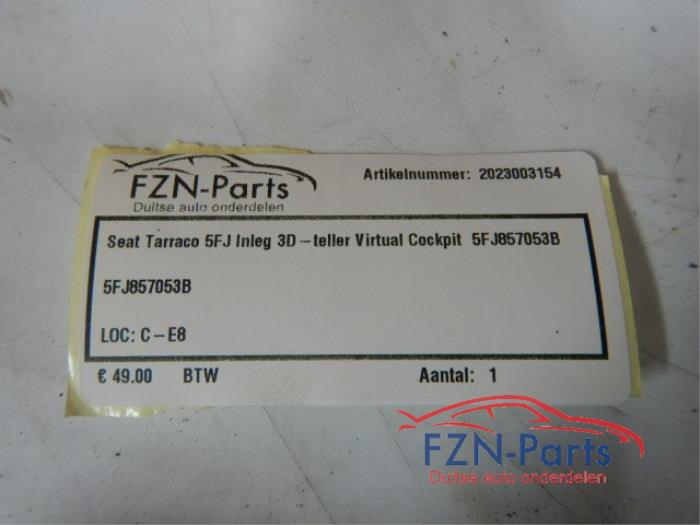 FZN-Parts
Duitse auto onderdelen
Artikelnummer: 2023003154
Seat Tarraco 5FJ Inleg 3D-teller Virtual Cockpit 5FJ857053B
5FJ857053B
LOC: C-E8
€ 49.00 BTW Aantal: 1
FZN-Parts
Duitse auto onderdelen